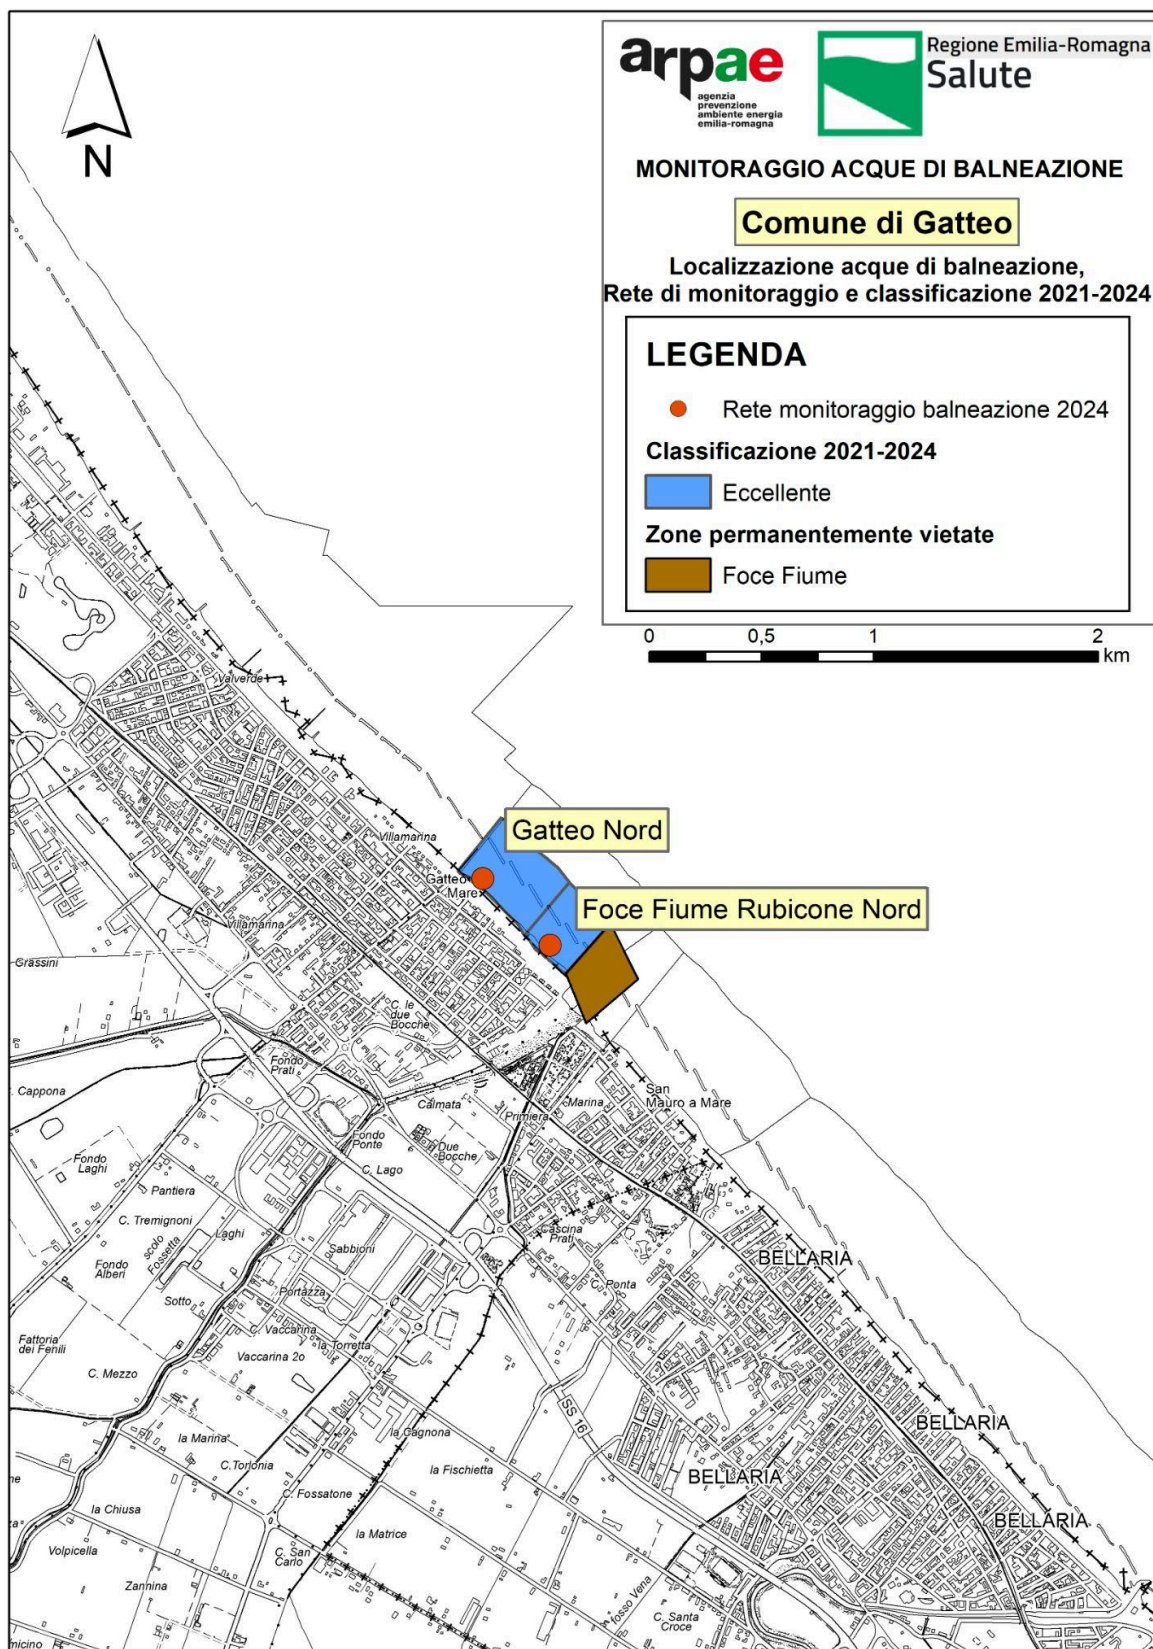 N
arpae
agenzia
prevenzione
ambiente energia
emilia-romagna
Regione Emilia-Romagna
Salute
MONITORAGGIO ACQUE DI BALNEAZIONE
Comune di Gatteo
Localizzazione acque di balneazione,
Rete di monitoraggio e classificazione 2021-2024
LEGENDA
Rete monitoraggio balneazione 2024
Classificazione 2021-2024
Eccellente
Zone permanentemente vietate
Foce Fiume
0 0,5 1 2
km
Valverde
Villamarina
Gatteo Nord
Gatteo
Mare
Foce Fiume Rubicone Nord
Villamarina
Grassini
C. le
due
Bocche
Fondo
Prati
Cappona
Calmata
Primiera
Marina
San
Mauro a Mare
Fondo
Ponte
Due
Bocche
Fondo
Laghi
C. Lago
Pantiera
C. Tremignoni
scolo
Fossetta
Laghi
Cascina
Prati
Fondo
Alberi
Sabbioni
BELLARIA
C. Ponta
Sotto
Portazza
Fattoria
dei Fenili
C. Vaccarina
la Torretta
Vaccarina 2o
C. Mezzo
SS 16
la Marina
la Cagnona
BELLARIA
C.Torlonia
la Fischietta
BELLARIA
C. Fossatone
la Chiusa
la Matrice
BELLARIA
Volpicella
C. San
Carlo
Zannina
Fosso Vena
C. Santa
Croce
micino